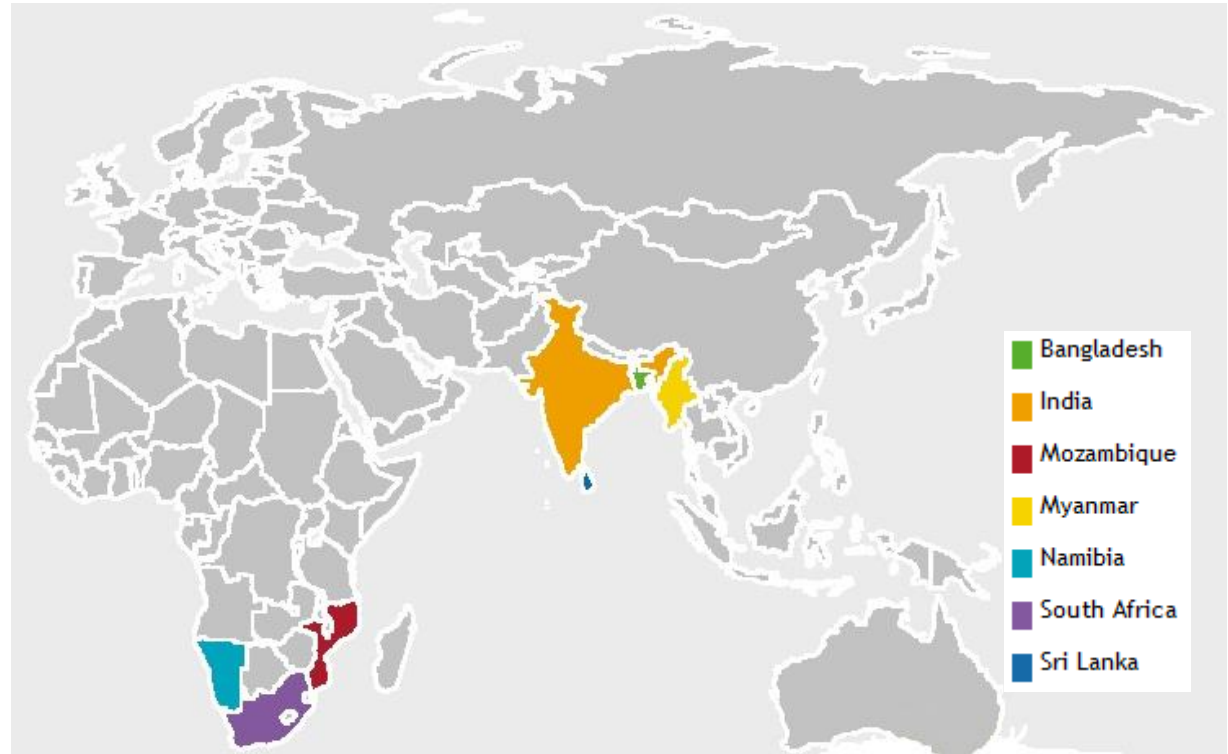 Bangladesh
India
Mozambique
Myanmar
Namibia
South Africa
Sri Lanka